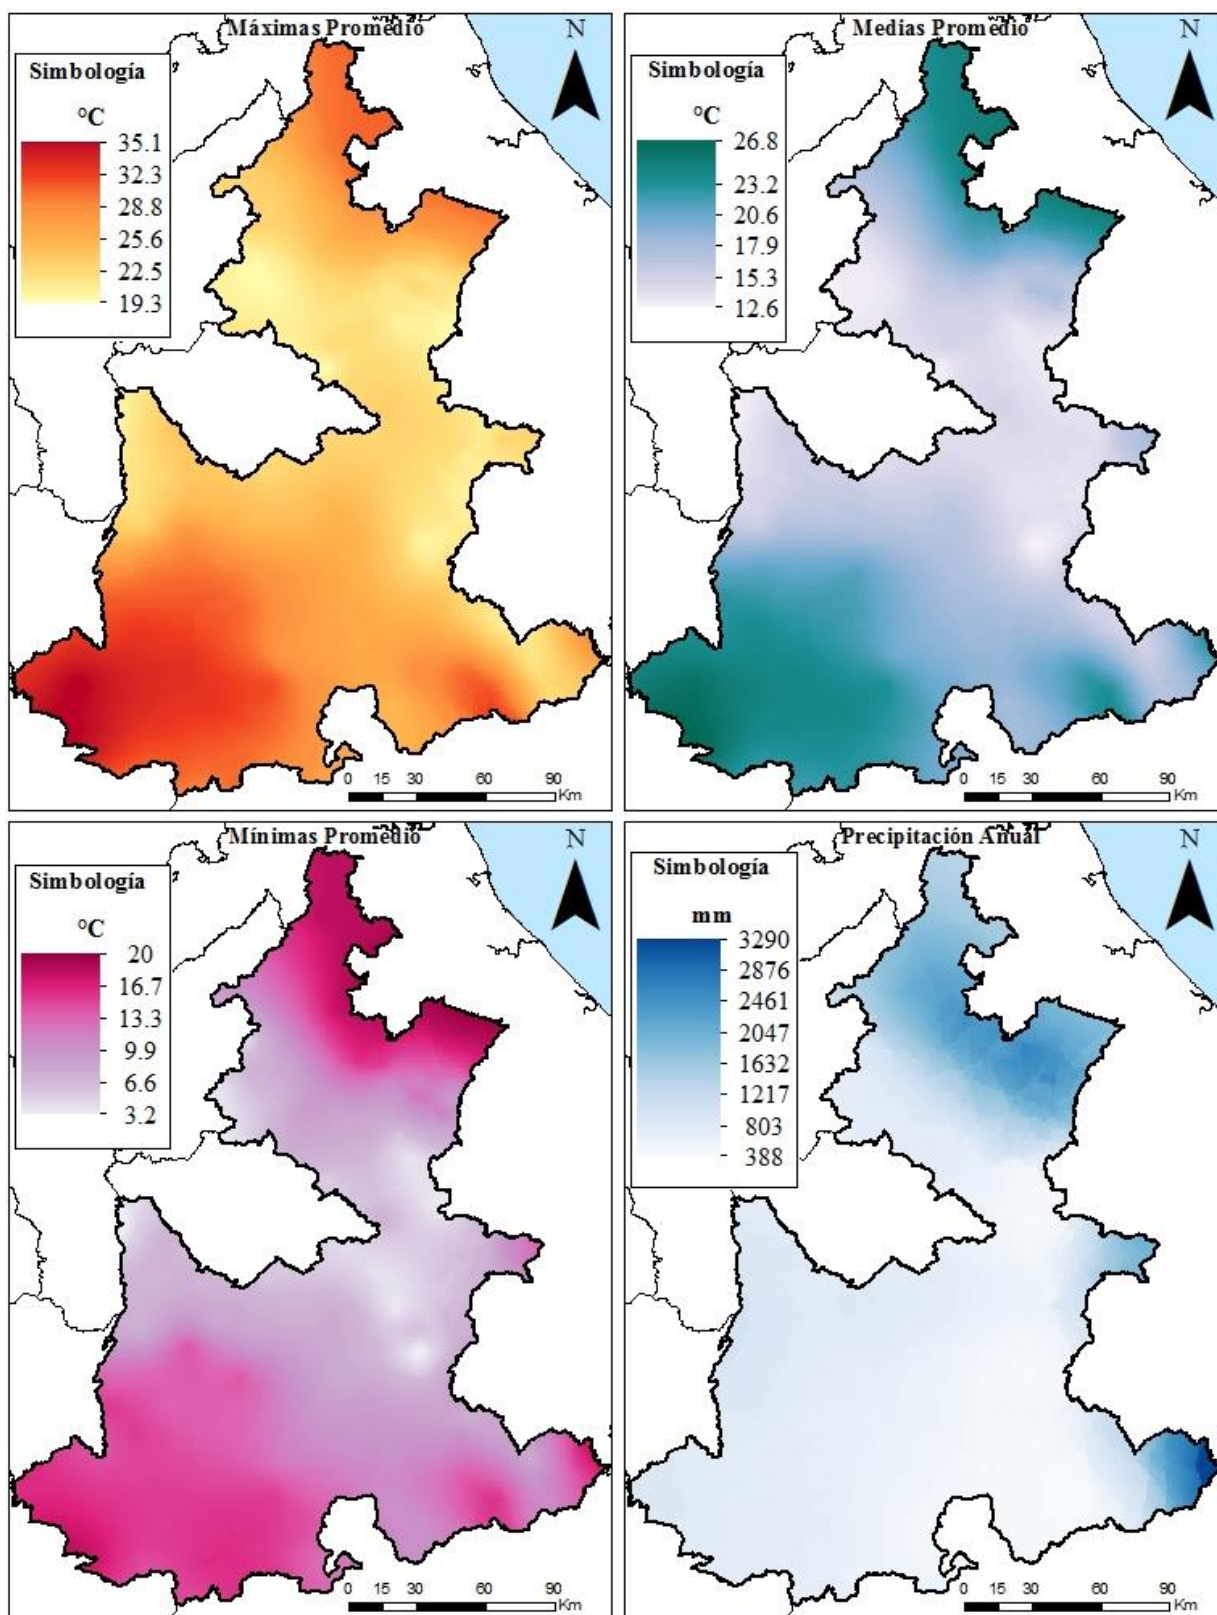 Máximas Promedio
N
Simbología
°C
35.1
32.3
28.8
25.6
22.5
19.3
0 15 30 60 90
Km
Medias Promedio
N
Simbología
°C
26.8
23.2
20.6
17.9
15.3
12.6
0 15 30 60 90
Km
Mínimas Promedio
N
Simbología
°C
20
16.7
13.3
9.9
6.6
3.2
0 15 30 60 90
Km
Precipitación Anual
N
Simbología
mm
3290
2876
2461
2047
1632
1217
803
388
0 15 30 60 90
Km